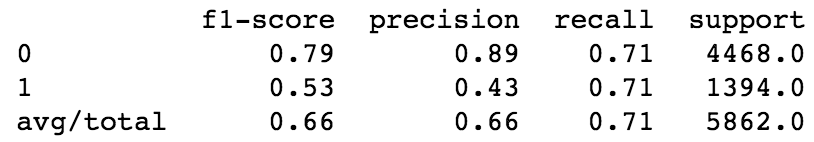 f1-score precision recall support
0 0.79 0.89 0.71 4468.0
1 0.53 0.43 0.71 1394.0
avg/total 0.66 0.66 0.71 5862.0